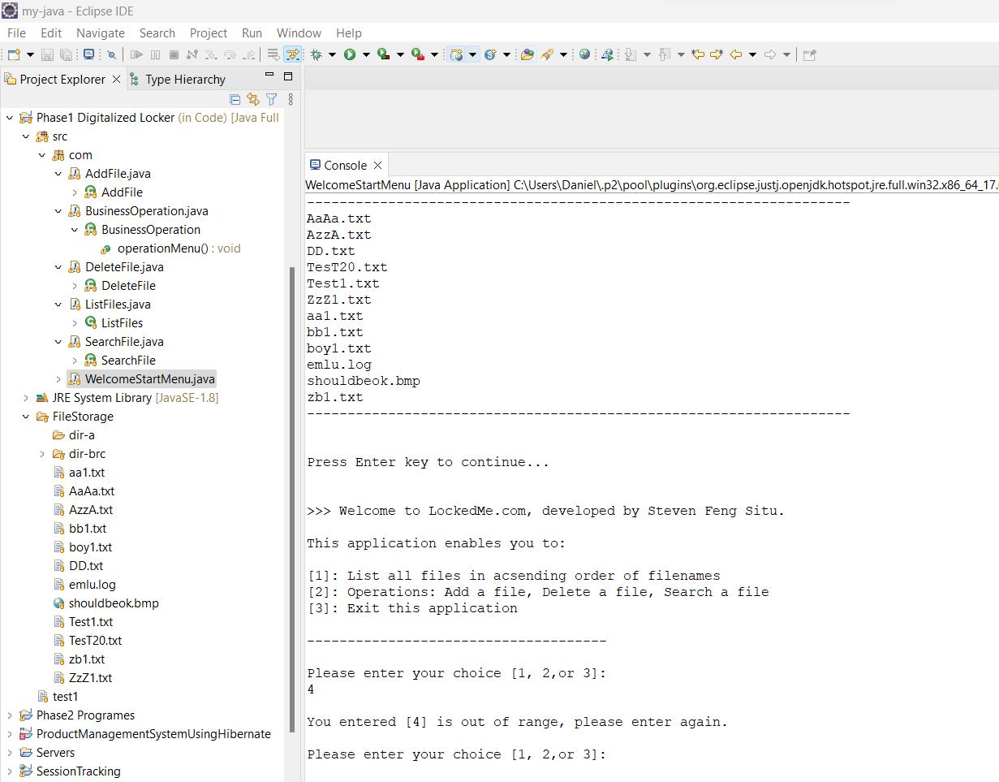 my-java - Eclipse IDE
File Edit Navigate Search Project Run Window Help
Project Explorer
Type Hierarchy
Phase1 Digitalized Locker (in Code) [Java Full
src
com
AddFile.java
AddFile
BusinessOperation.java
BusinessOperation
operationMenu() : void
DeleteFile.java
DeleteFile
ListFiles.java
ListFiles
SearchFile.java
SearchFile
WelcomeStartMenu.java
JRE System Library [JavaSE-1.8]
FileStorage
dir-a
dir-brc
aa1.txt
AaAa.txt
AzzA.txt
bb1.txt
boy1.txt
DD.txt
emlu.log
shouldbeok.bmp
Test1.txt
TesT20.txt
zb1.txt
ZzZ1.txt
test1
Phase2 Programes
ProductManagementSystemUsingHibernate
Servers
SessionTracking
Console
WelcomeStartMenu [Java Application] C:\Users\Daniel\.p2\pool\plugins\org.eclipse.justj.openjdk.hotspot.jre.full.win32.x86_64_17.
-------------------------------------------------------------------
AaAa.txt
AzzA.txt
DD.txt
TesT20.txt
Test1.txt
ZzZ1.txt
aa1.txt
bb1.txt
boy1.txt
emlu.log
shouldbeok.bmp
zb1.txt
-------------------------------------------------------------------
Press Enter key to continue...
>>> Welcome to LockedMe.com, developed by Steven Feng Situ.
This application enables you to:
[1]: List all files in acsending order of filenames
[2]: Operations: Add a file, Delete a file, Search a file
[3]: Exit this application
-------------------------------------
Please enter your choice [1, 2,or 3]:
4
You entered [4] is out of range, please enter again.
Please enter your choice [1, 2,or 3]: